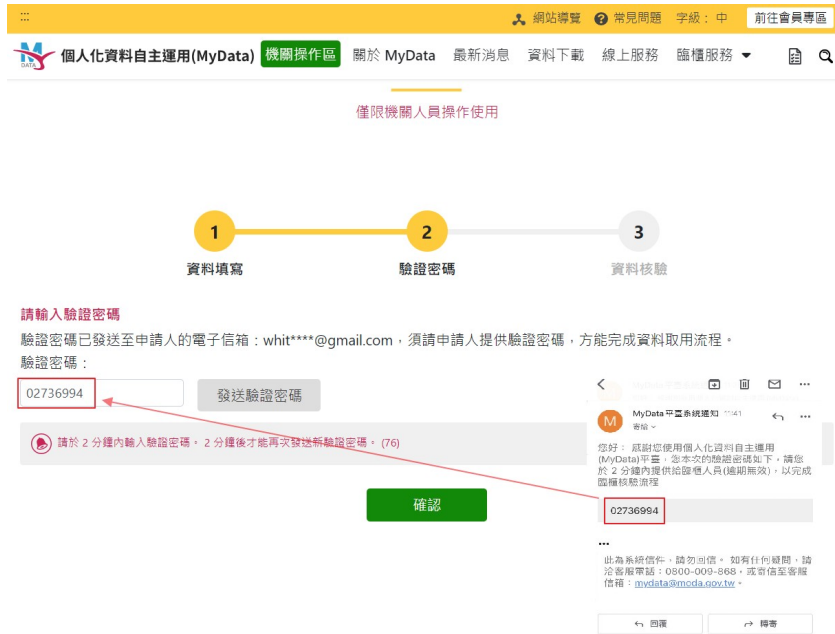 :::
網站導覽 ? 常見問題 字級： 中 前往會員專區
MY DATA 個人化資料自主運用(MyData) 機關操作區 關於 MyData 最新消息 資料下載 線上服務 臨櫃服務
僅限機關人員操作使用
1 2 3
資料填寫 驗證密碼 資料核驗
請輸入驗證密碼
驗證密碼已發送至申請人的電子信箱：whit****@gmail.com，須請申請人提供驗證密碼，方能完成資料取用流程。
驗證密碼：
02736994 發送驗證密碼
請於 2 分鐘內輸入驗證密碼。 2 分鐘後才能再次發送新驗證密碼。 (76)
確認
M MyData 平臺系統通知 11:41
寄給
您好： 感謝您使用個人化資料自主運用
(MyData)平臺，您本次的驗證密碼如下，請您
於 2 分鐘內提供給臨櫃人員(逾期無效)，以完成
臨櫃核驗流程
02736994
•••
此為系統信件，請勿回信。 如有任何疑問，請
洽客服電話：0800-009-868，或寄信至客服
信箱：mydata@moda.gov.tw。
回覆 轉寄